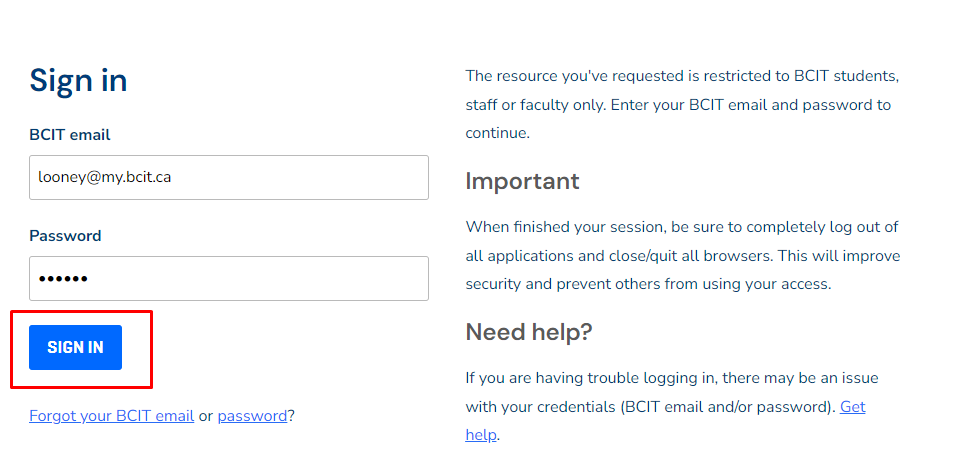 Sign in
BCIT email
looney@my.bcit.ca
Password
••••••
SIGN IN
Forgot your BCIT email or password?
The resource you've requested is restricted to BCIT students,
staff or faculty only. Enter your BCIT email and password to
continue.
Important
When finished your session, be sure to completely log out of
all applications and close/quit all browsers. This will improve
security and prevent others from using your access.
Need help?
If you are having trouble logging in, there may be an issue
with your credentials (BCIT email and/or password). Get
help.